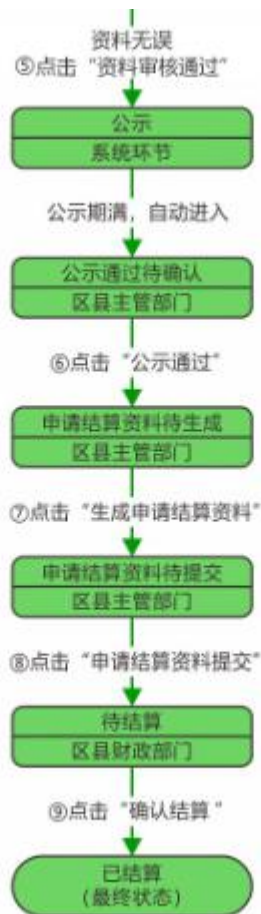 资料无误
⑤点击“资料审核通过”
公示
系统环节
公示期满，自动进入
公示通过待确认
区县主管部门
⑥点击“公示通过”
申请结算资料待生成
区县主管部门
⑦点击“生成申请结算资料”
申请结算资料待提交
区县主管部门
⑧点击“申请结算资料提交”
待结算
区县财政部门
⑨点击“确认结算”
已结算
(最终状态)